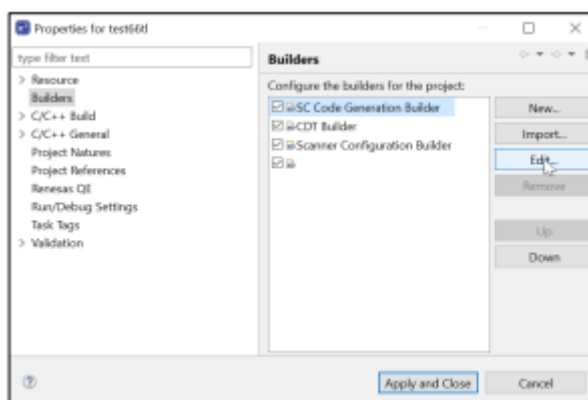 Properties for test66tl
type filter text
Resource
Builders
C/C++ Build
C/C++ General
Project Natures
Project References
Renesas QE
Run/Debug Settings
Task Tags
Validation
Builders
Configure the builders for the project:
SC Code Generation Builder
CDT Builder
Scanner Configuration Builder
New...
Import...
Edit...
Remove
Up
Down
Apply and Close
Cancel